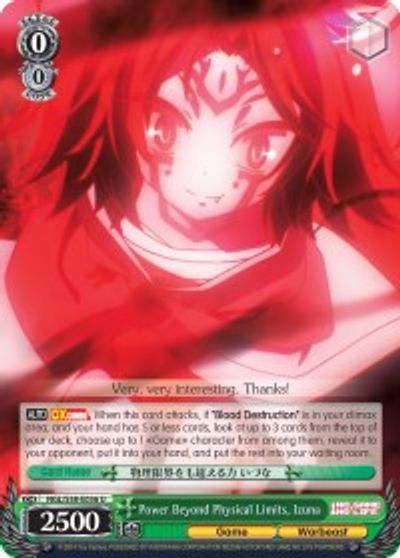 0
0
Very, very interesting. Thanks!
AUTO CX COMBO When this card attacks, if "Blood Destruction" is in your climax
area, and your hand has 5 or less cards, look at up to 3 cards from the top of your
deck, choose up to 1 «Game» character from among them, reveal it to your
opponent, put it into your hand, and put the rest into your waiting room.
Card Name 物理限界をも超える力 いづな
2500
Power Beyond Physical Limits, Izuna
Game Warbeast